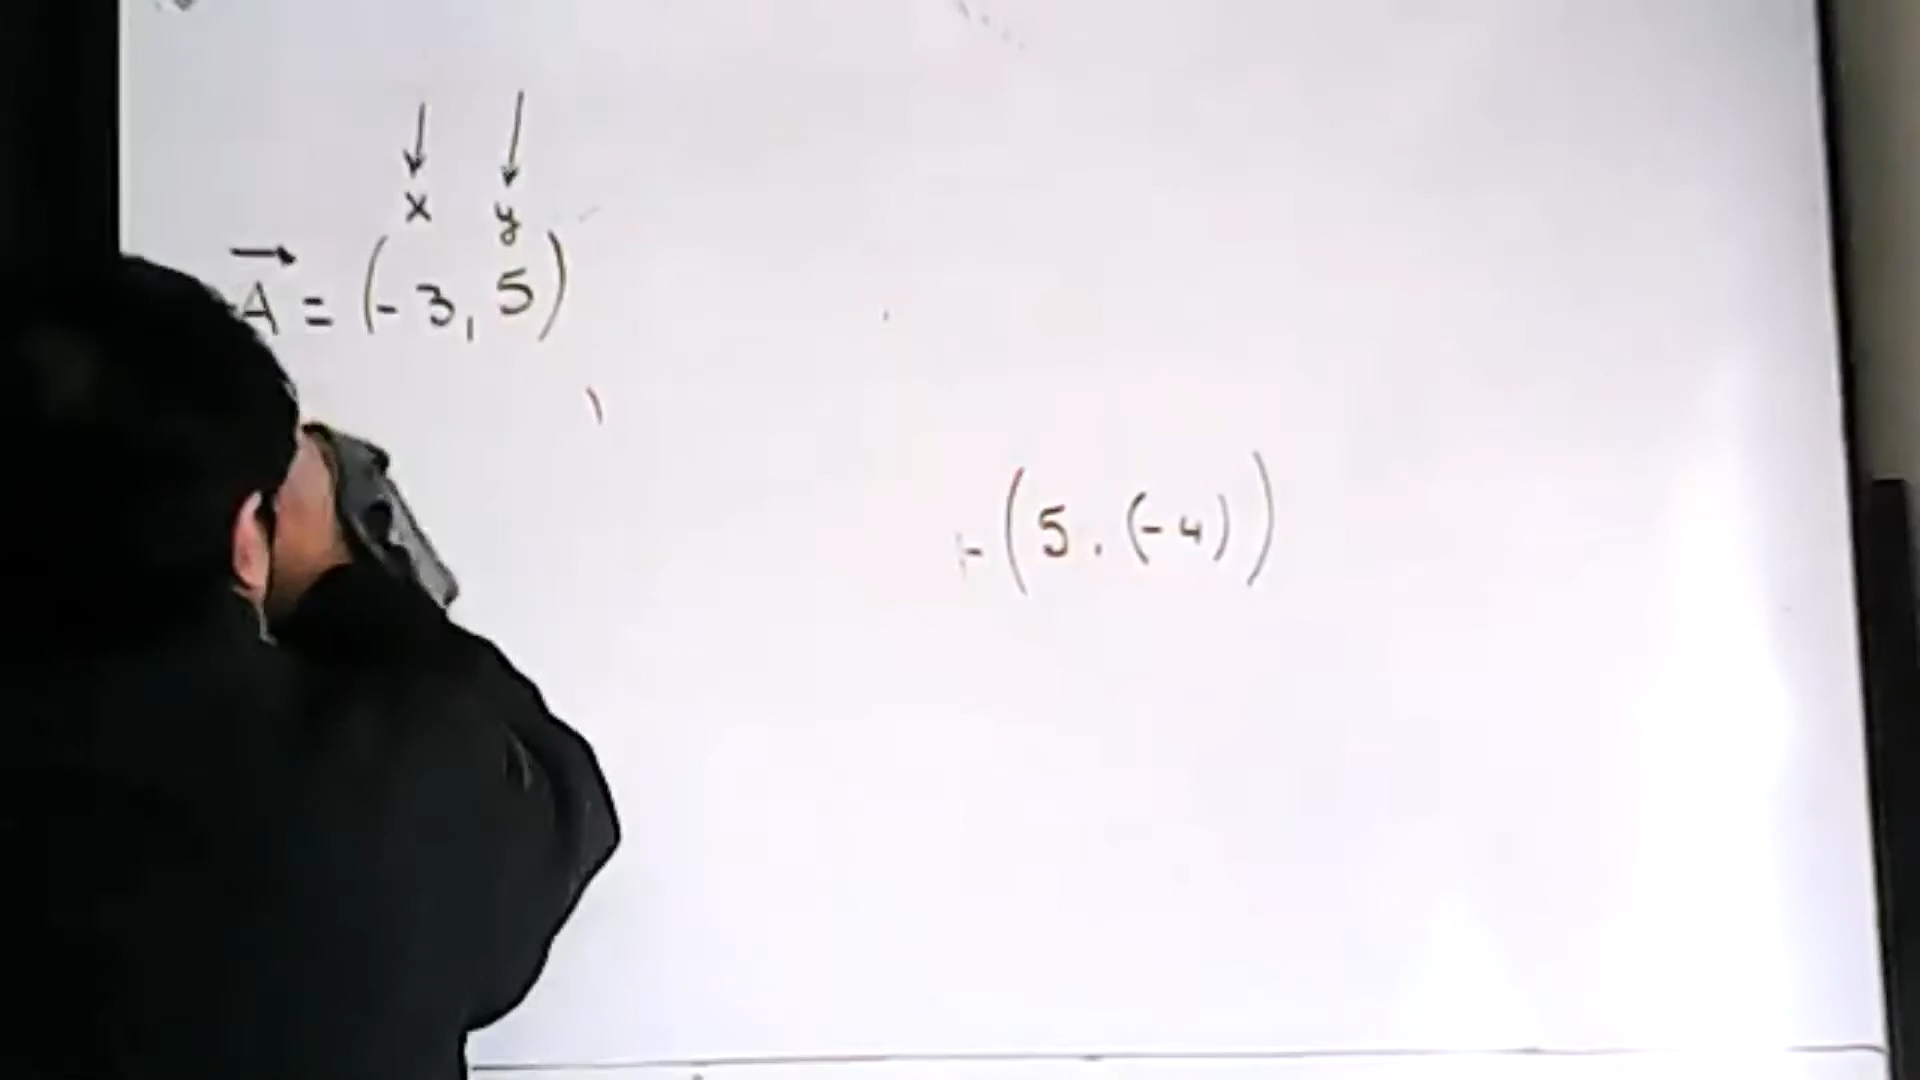 x y
A = (-3, 5)
+ (5 . (-4))